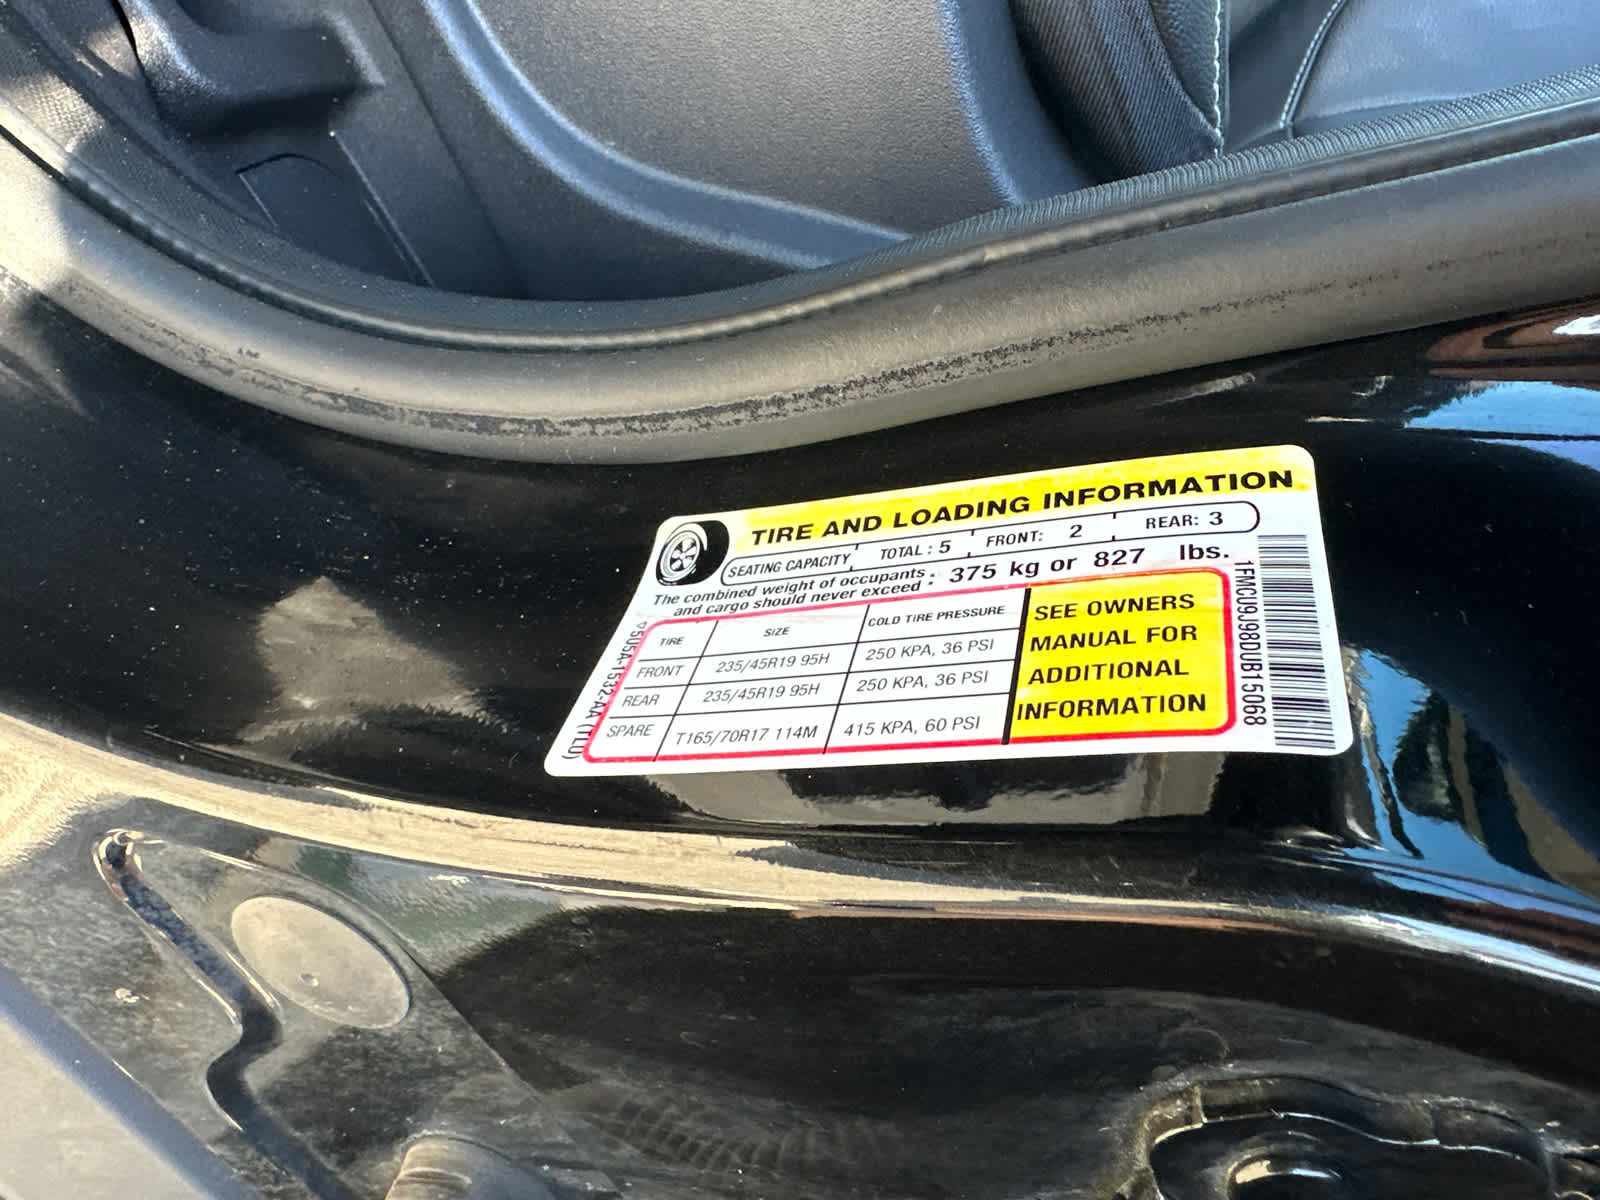 TIRE AND LOADING INFORMATION
SEATING CAPACITY TOTAL: 5 FRONT: 2 REAR: 3
The combined weight of occupants
and cargo should never exceed : 375 kg or 827 lbs.
TIRE SIZE COLD TIRE PRESSURE
FRONT 235/45R19 95H 250 KPA, 36 PSI
REAR 235/45R19 95H 250 KPA, 36 PSI
SPARE T165/70R17 114M 415 KPA, 60 PSI
SEE OWNERS
MANUAL FOR
ADDITIONAL
INFORMATION
1FMCU9J98DUB15068